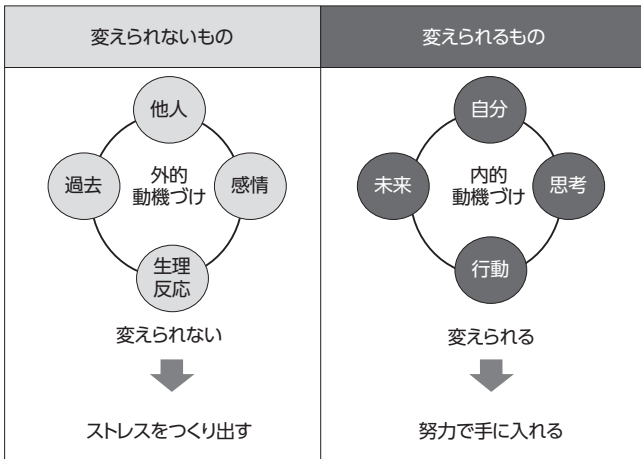 変えられないもの
変えられるもの
他人
過去
外的
動機づけ
感情
生理
反応
変えられない
ストレスをつくり出す
自分
未来
内的
動機づけ
思考
行動
変えられる
努力で手に入れる